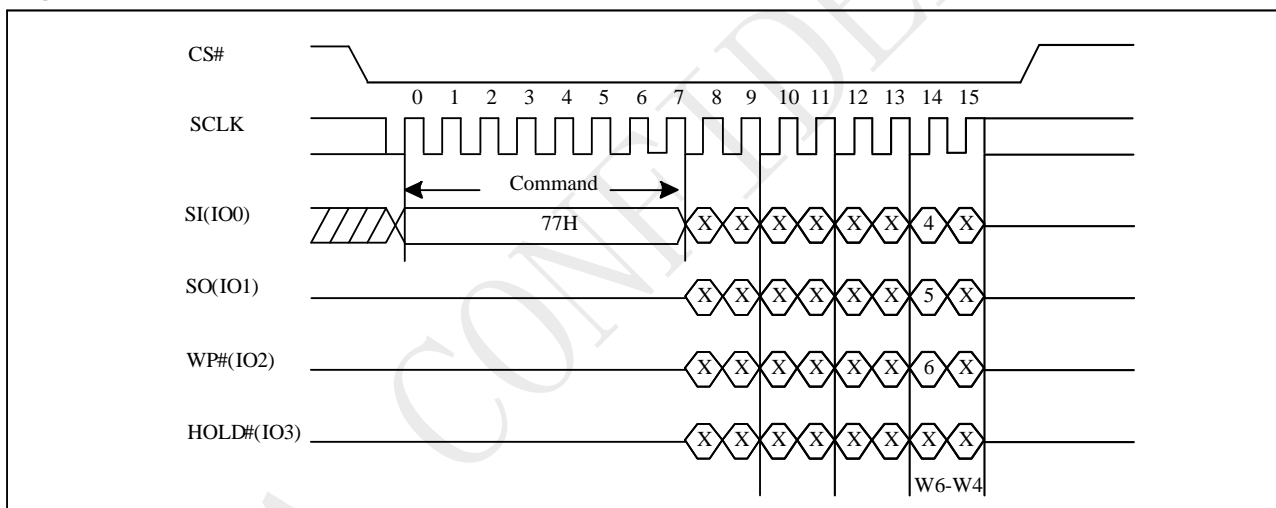 CS#
0 1 2 3 4 5 6 7 8 9 10 11 12 13 14 15
SCLK
Command
SI(IO0) 77H X X X X X X 4 X
SO(IO1) X X X X X X 5 X
WP#(IO2) X X X X X X 6 X
HOLD#(IO3) X X X X X X X X
W6-W4